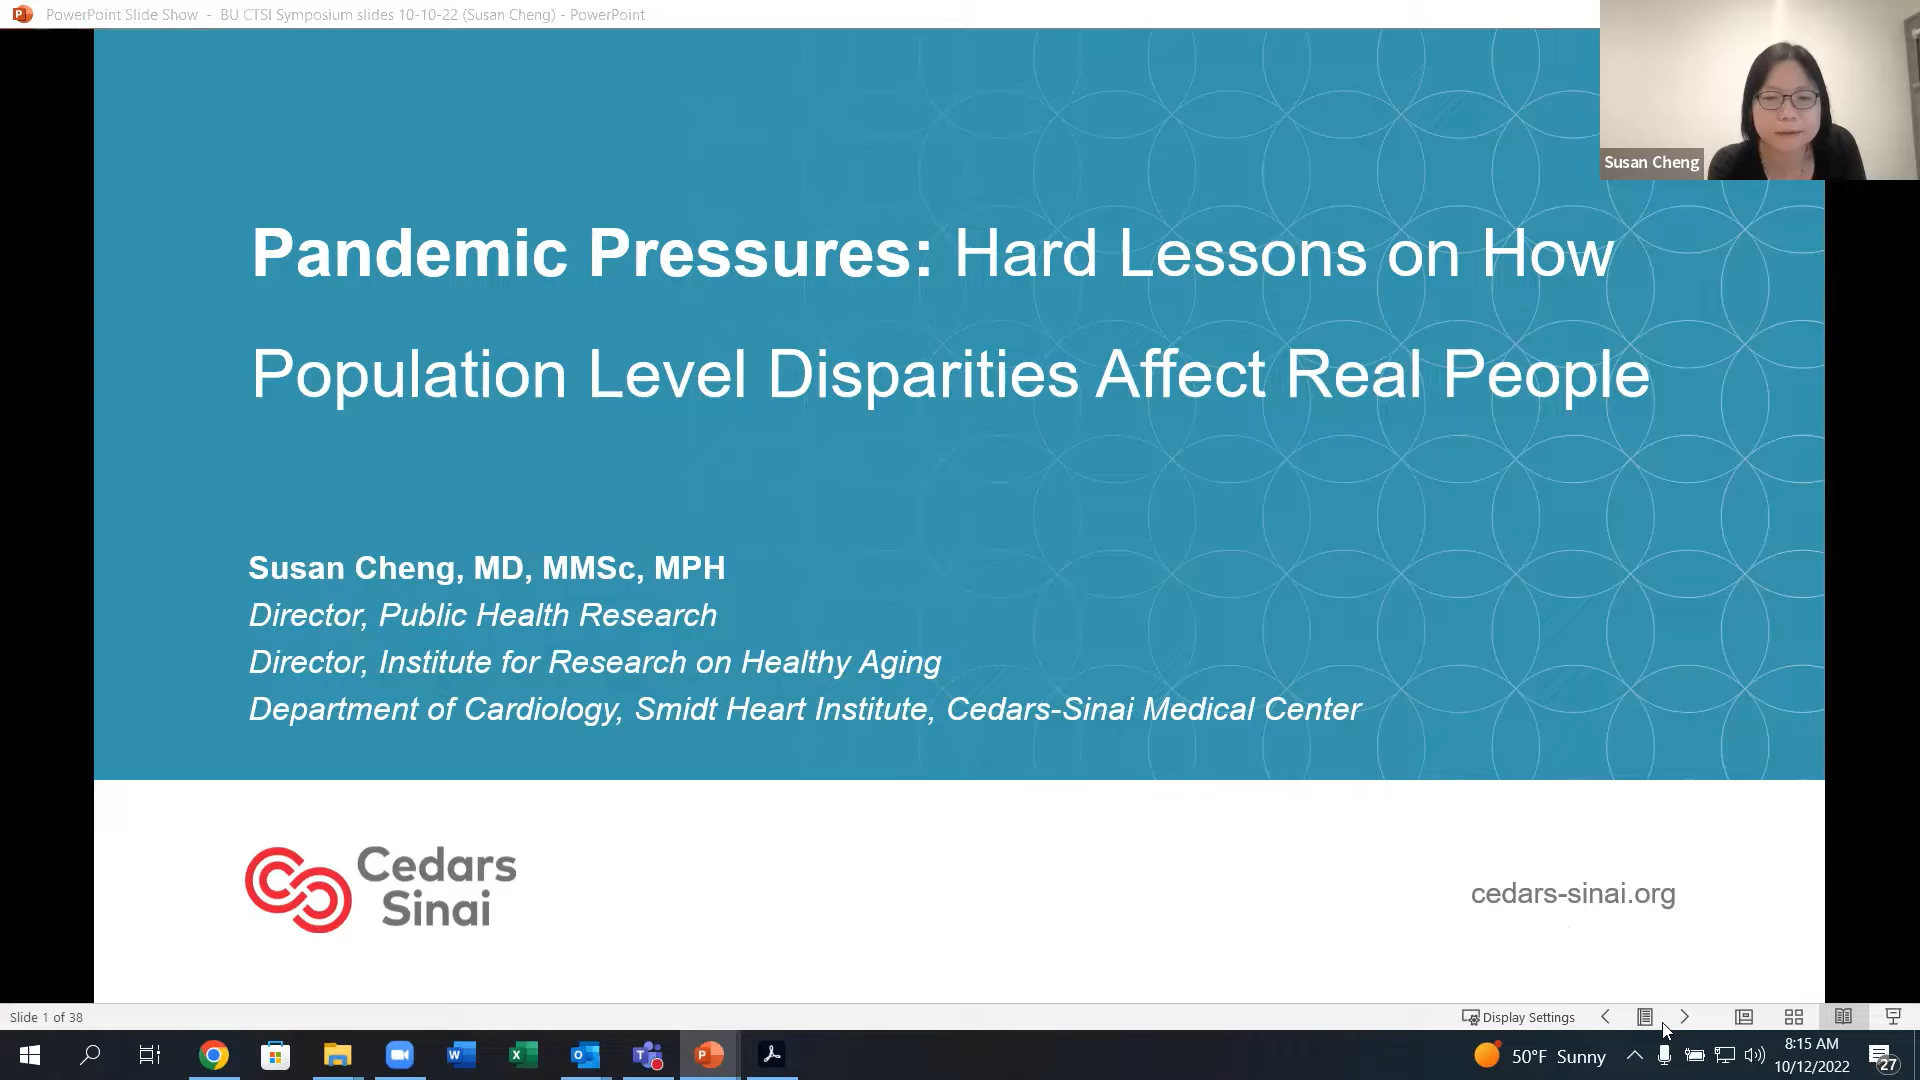 PowerPoint Slide Show - BU CTSI Symposium slides 10-10-22 (Susan Cheng) - PowerPoint
Susan Cheng
Pandemic Pressures: Hard Lessons on How
Population Level Disparities Affect Real People
Susan Cheng, MD, MMSc, MPH
Director, Public Health Research
Director, Institute for Research on Healthy Aging
Department of Cardiology, Smidt Heart Institute, Cedars-Sinai Medical Center
Cedars
Sinai
cedars-sinai.org
Slide 1 of 38
Display Settings
50°F Sunny
8:15 AM
10/12/2022
27